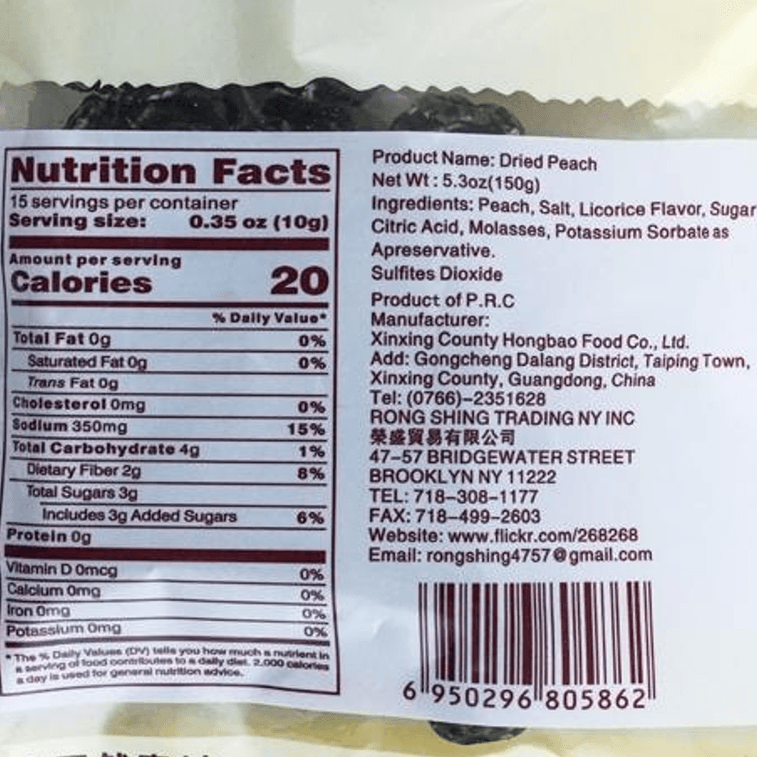 Nutrition Facts
15 servings per container
Serving size: 0.35 oz (10g)
Amount per serving
Calories 20
% Daily Value*
Total Fat 0g 0%
Saturated Fat 0g 0%
Trans Fat 0g
Cholesterol 0mg 0%
Sodium 350mg 15%
Total Carbohydrate 4g 1%
Dietary Fiber 2g 8%
Total Sugars 3g
Includes 3g Added Sugars 6%
Protein 0g
Vitamin D 0mcg 0%
Calcium 0mg 0%
Iron 0mg 0%
Potassium 0mg 0%
* The % Daily Values (DV) tells you how much a nutrient in
a serving of food contributes to a daily diet. 2,000 calories
a day is used for general nutrition advice.
Product Name: Dried Peach
Net Wt: 5.3oz(150g)
Ingredients: Peach, Salt, Licorice Flavor, Sugar
Citric Acid, Molasses, Potassium Sorbate as
Apreservative.
Sulfites Dioxide
Product of P.R.C
Manufacturer:
Xinxing County Hongbao Food Co., Ltd.
Add: Gongcheng Dalang District, Taiping Town,
Xinxing County, Guangdong, China
Tel: (0766)-2351628
RONG SHING TRADING NY INC
榮盛貿易有限公司
47-57 BRIDGEWATER STREET
BROOKLYN NY 11222
TEL: 718-308-1177
FAX: 718-499-2603
Website: www.flickr.com/268268
Email: rongshing4757@gmail.com
6 950296 805862